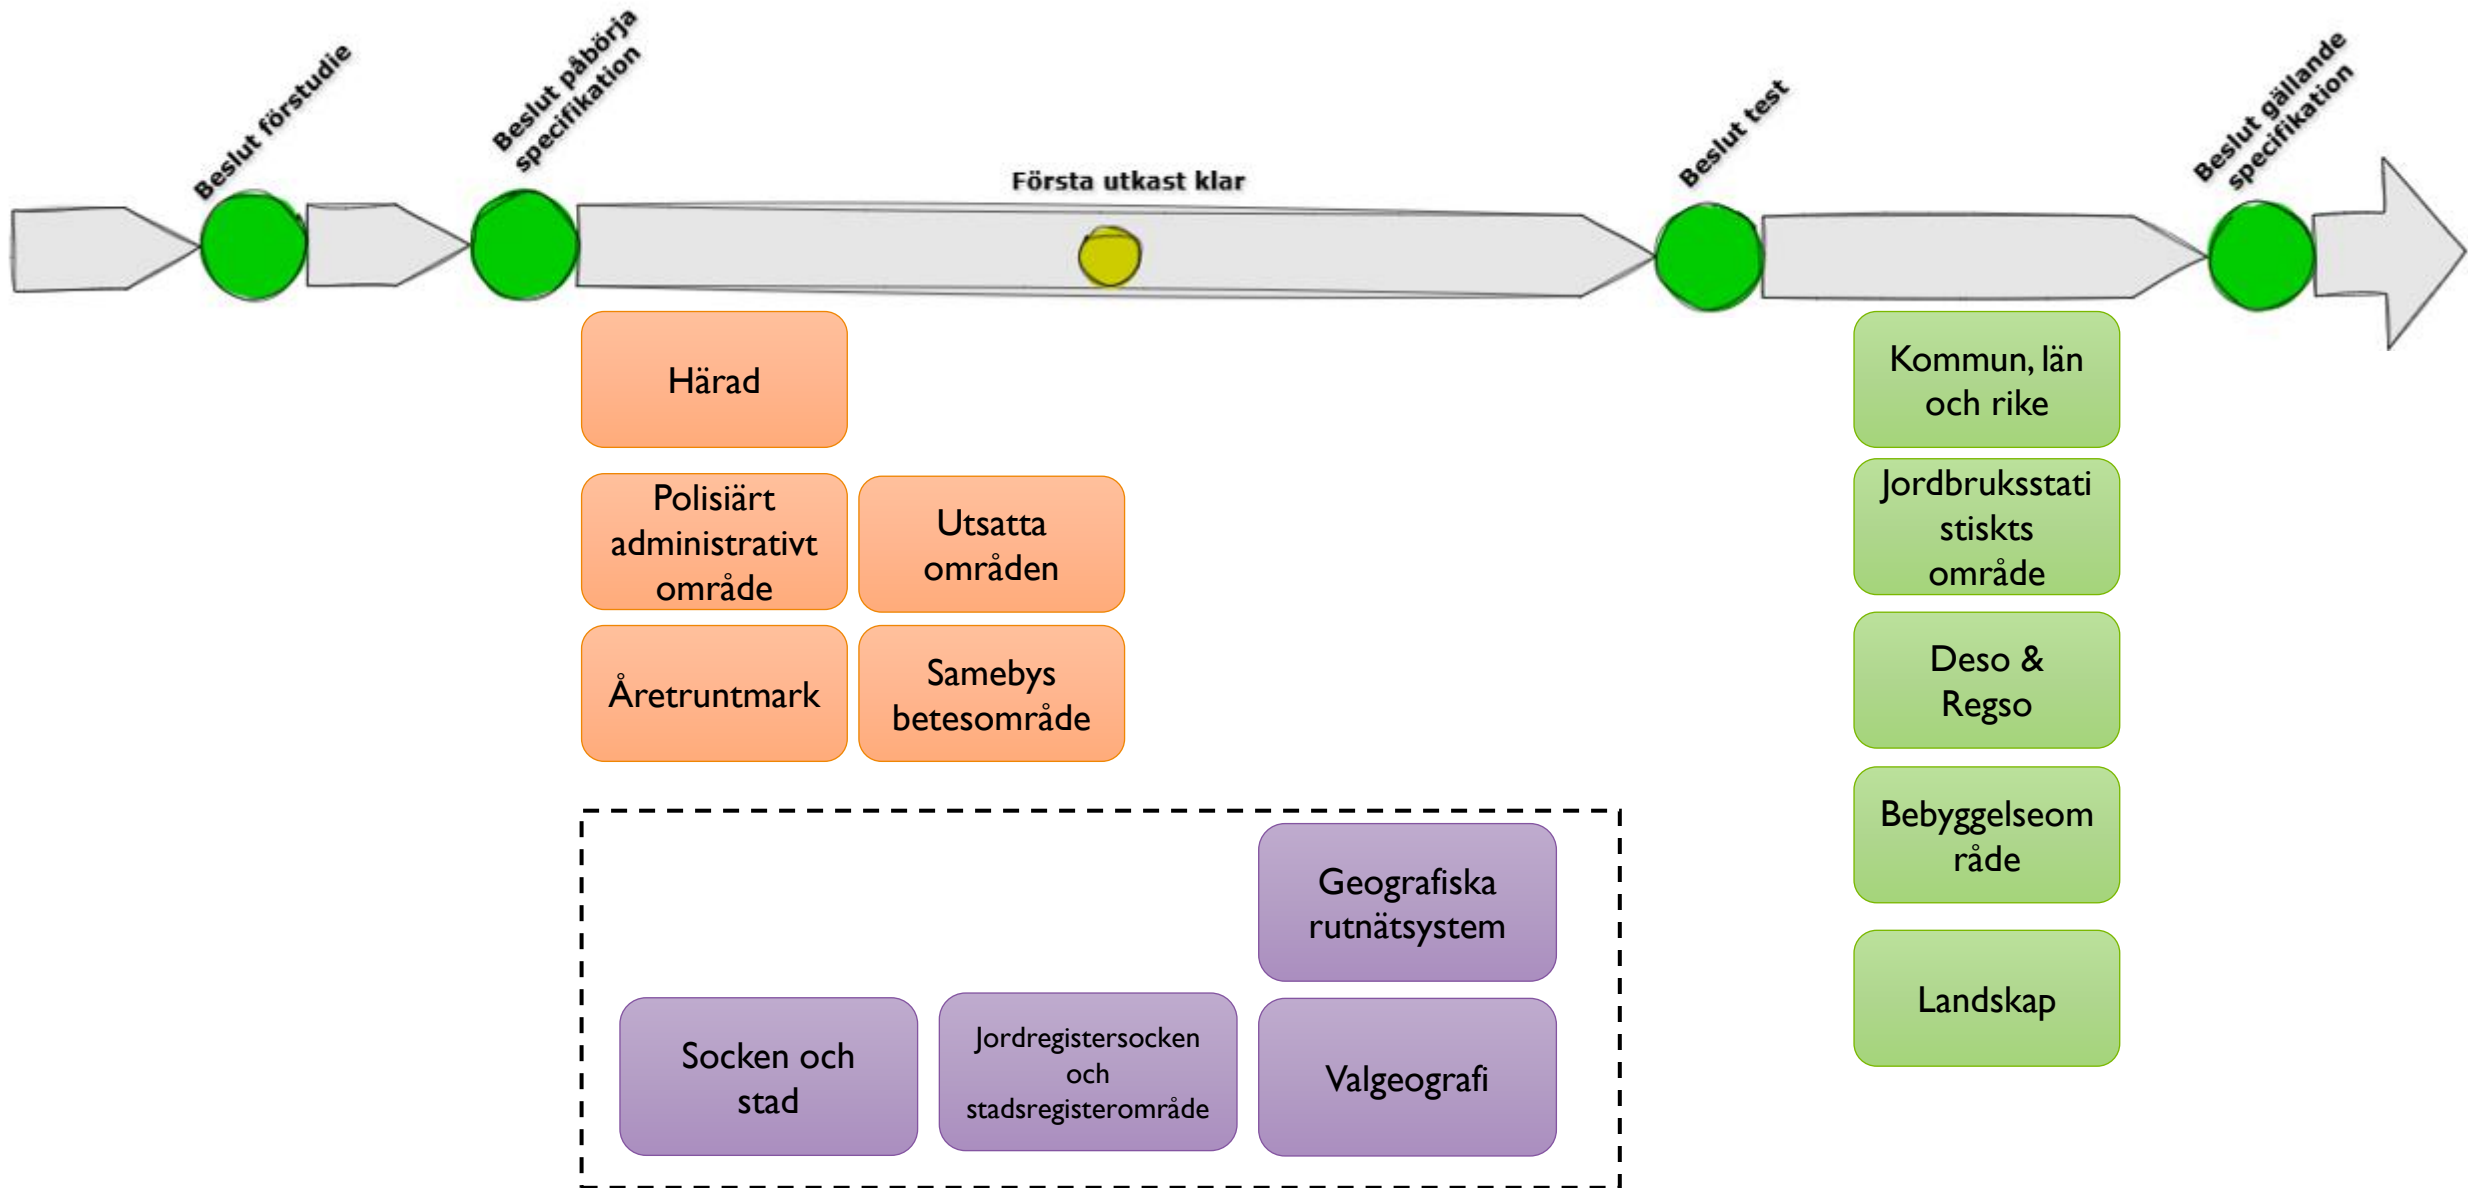 Beslut förstudie
Beslut påbörja
specifikation
Första utkast klar
Beslut test
Beslut gällande
specifikation
Härad
Polisiärt
administrativt
område
Utsatta
områden
Åretruntmark
Samebys
betesområde
Geografiska
rutnätsystem
Socken och
stad
Jordregistersocken
och
stadsregisterområde
Valgeografi
Kommun, län
och rike
Jordbruksstati
stiskts
område
Deso &
Regso
Bebyggelseom
råde
Landskap